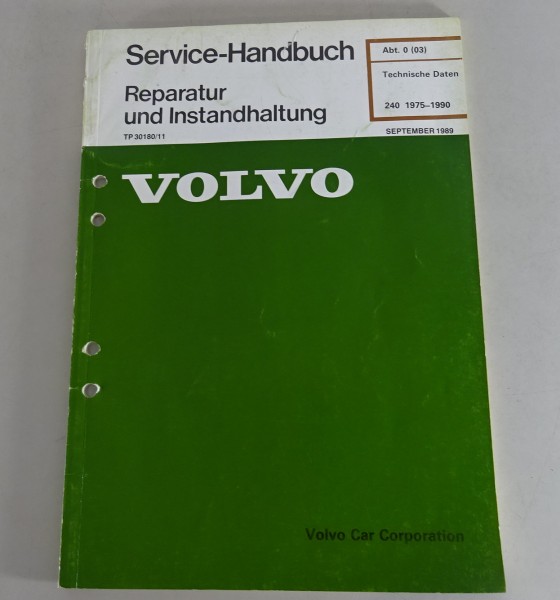 Service-Handbuch
Reparatur
und Instandhaltung
TP 30180/11
Abt. 0 (03)
Technische Daten
240 1975–1990
SEPTEMBER 1989
VOLVO
Volvo Car Corporation